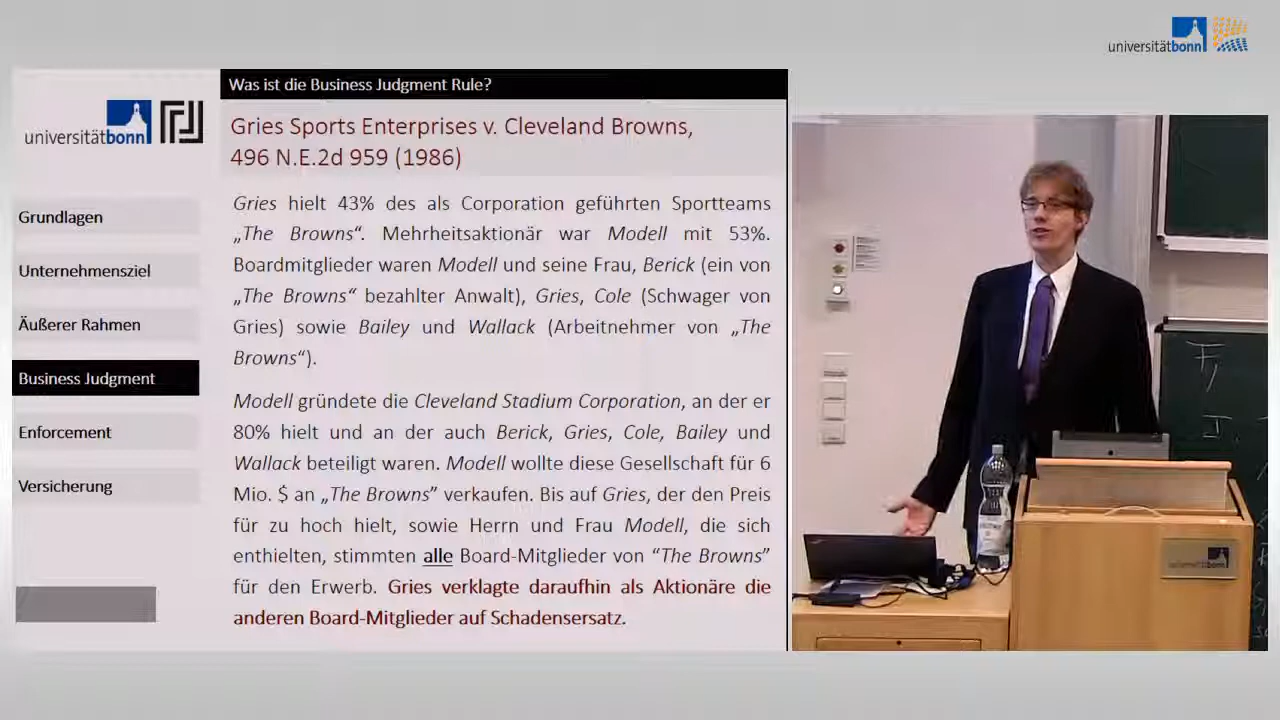 universitätbonn
Was ist die Business Judgment Rule?
universitätbonn
Gries Sports Enterprises v. Cleveland Browns,
496 N.E.2d 959 (1986)
Grundlagen
Unternehmensziel
Äußerer Rahmen
Business Judgment
Enforcement
Versicherung
Gries hielt 43% des als Corporation geführten Sportteams
„The Browns“. Mehrheitsaktionär war Modell mit 53%.
Boardmitglieder waren Modell und seine Frau, Berick (ein von
„The Browns“ bezahlter Anwalt), Gries, Cole (Schwager von
Gries) sowie Bailey und Wallack (Arbeitnehmer von „The
Browns“).
Modell gründete die Cleveland Stadium Corporation, an der er
80% hielt und an der auch Berick, Gries, Cole, Bailey und
Wallack beteiligt waren. Modell wollte diese Gesellschaft für 6
Mio. $ an „The Browns” verkaufen. Bis auf Gries, der den Preis
für zu hoch hielt, sowie Herrn und Frau Modell, die sich
enthielten, stimmten alle Board-Mitglieder von “The Browns”
für den Erwerb. Gries verklagte daraufhin als Aktionäre die
anderen Board-Mitglieder auf Schadensersatz.
universitätbonn